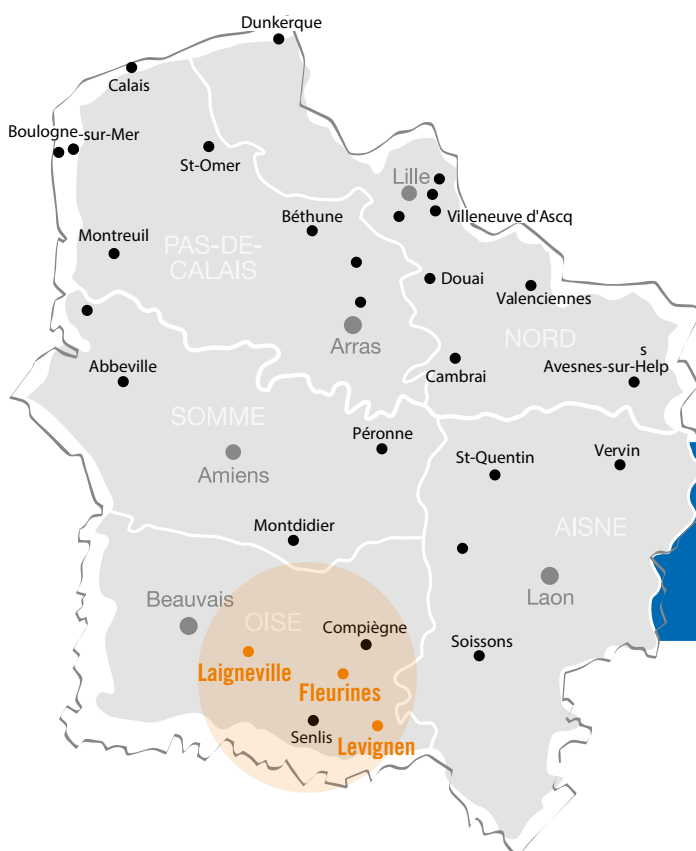 Dunkerque
Calais
Boulogne-sur-Mer
St-Omer
Lille
Béthune
Villeneuve d'Ascq
Montreuil
PAS-DE-
CALAIS
Douai
Valenciennes
NORD
Arras
s
Avesnes-sur-Help
Abbeville
Cambrai
SOMME
Péronne
Amiens
St-Quentin
Vervin
Montdidier
AISNE
Laon
Beauvais
OISE
Compiègne
Soissons
Laigneville
Fleurines
Senlis
Levignen